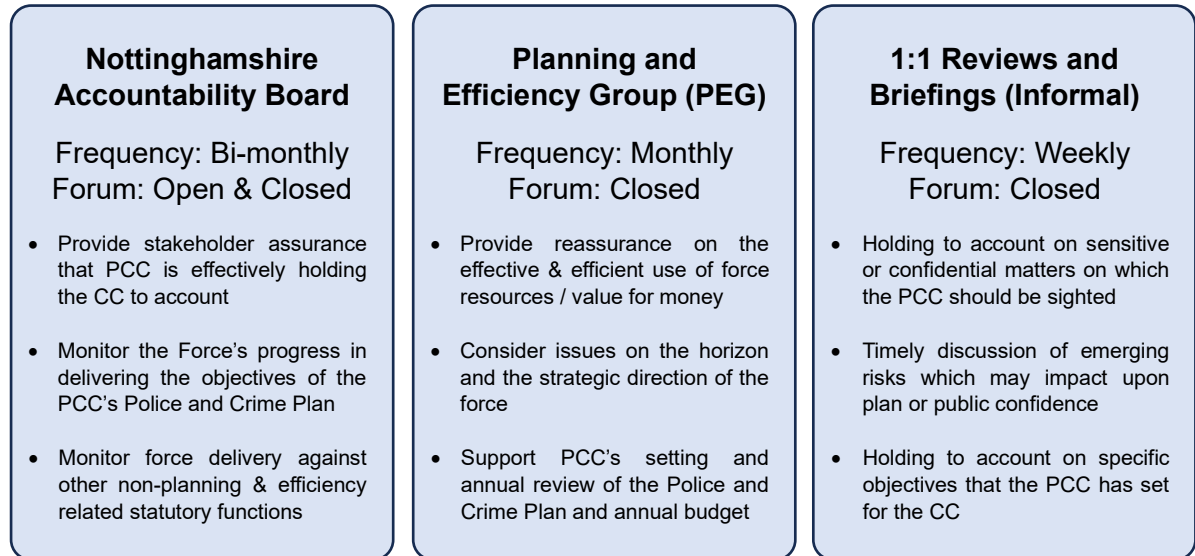 Nottinghamshire
Accountability Board
Frequency: Bi-monthly
Forum: Open & Closed
• Provide stakeholder assurance
that PCC is effectively holding
the CC to account
• Monitor the Force's progress in
delivering the objectives of the
PCC's Police and Crime Plan
• Monitor force delivery against
other non-planning & efficiency
related statutory functions
Planning and
Efficiency Group (PEG)
Frequency: Monthly
Forum: Closed
• Provide reassurance on the
effective & efficient use of force
resources / value for money
• Consider issues on the horizon
and the strategic direction of the
force
• Support PCC's setting and
annual review of the Police and
Crime Plan and annual budget
1:1 Reviews and
Briefings (Informal)
Frequency: Weekly
Forum: Closed
• Holding to account on sensitive
or confidential matters on which
the PCC should be sighted
• Timely discussion of emerging
risks which may impact upon
plan or public confidence
• Holding to account on specific
objectives that the PCC has set
for the CC